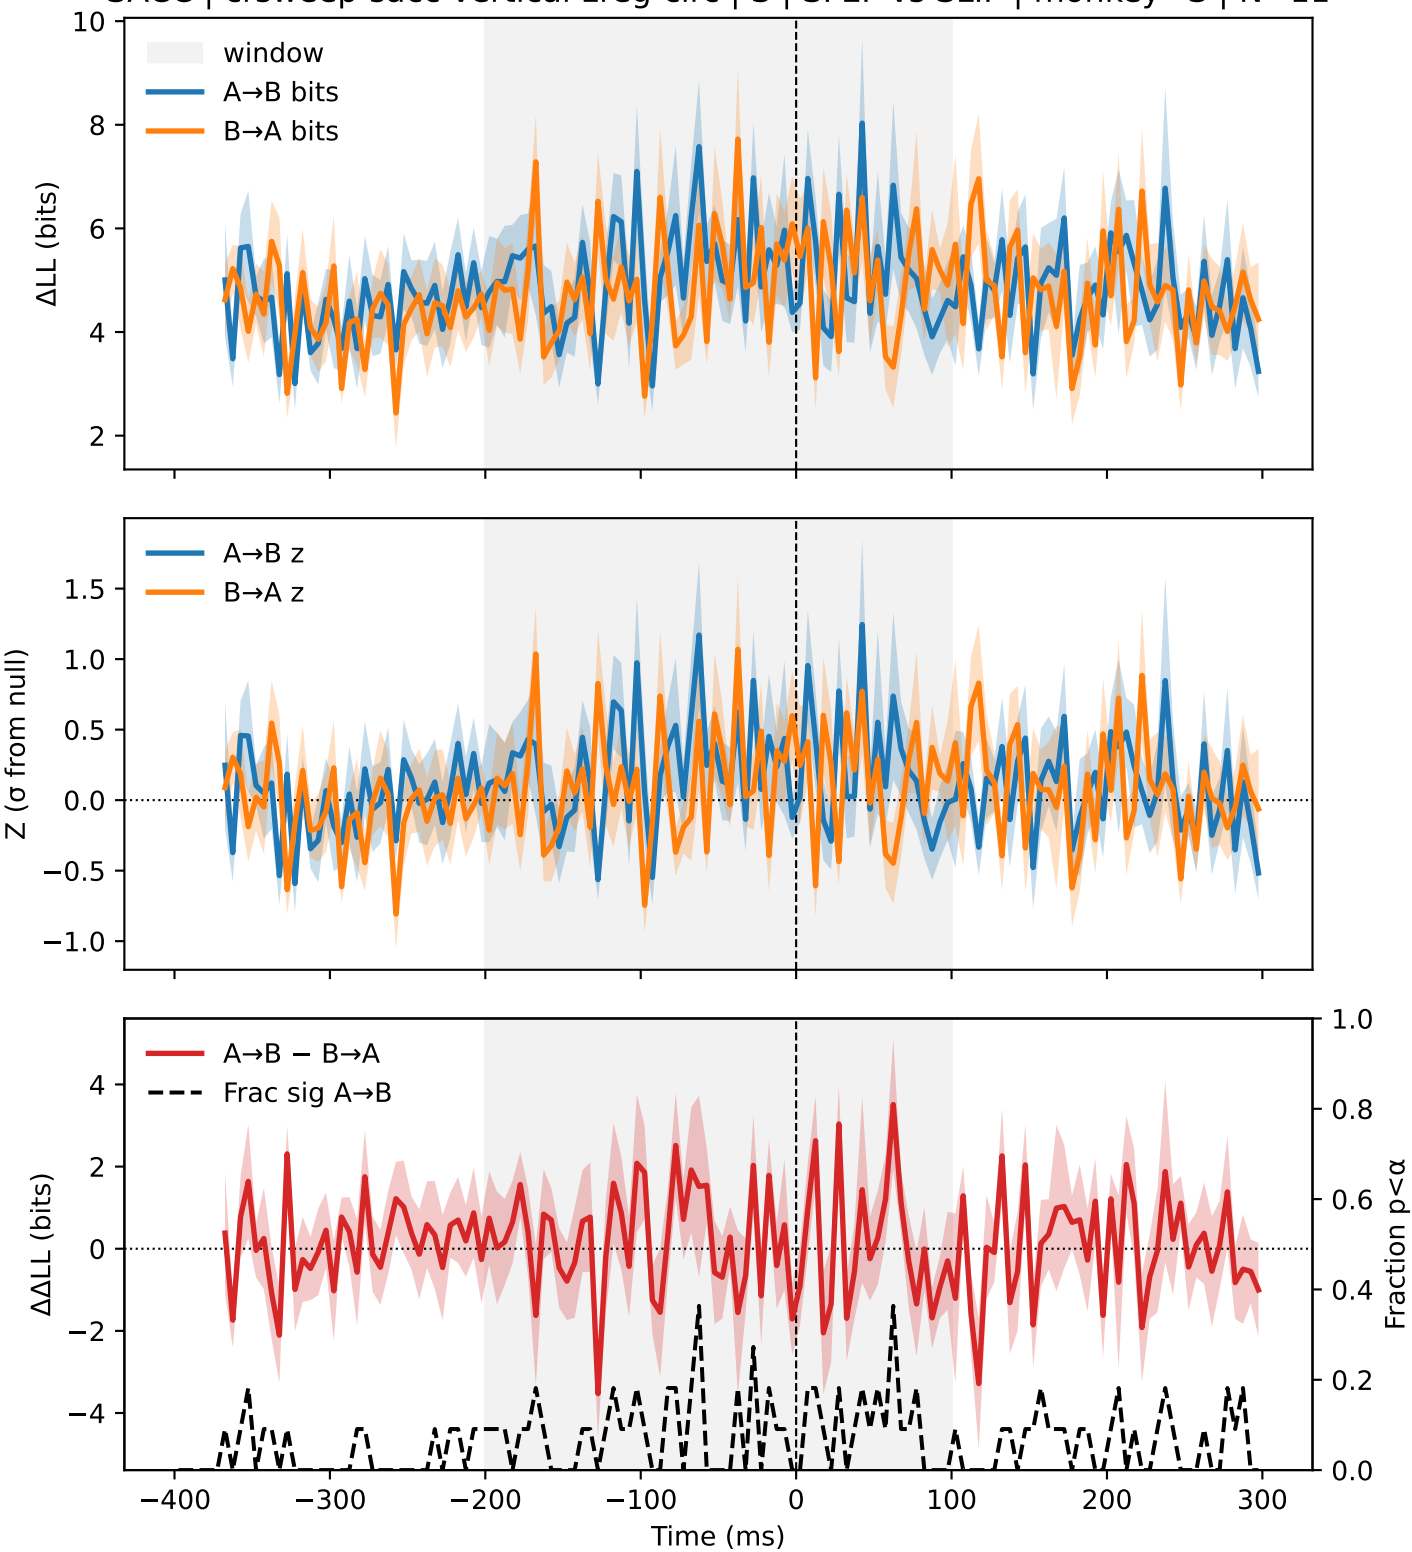 10
8
6
4
2
ΔLL (bits)
window
A→B bits
B→A bits
1.5
1.0
0.5
0.0
−0.5
−1.0
Z (σ from null)
A→B z
B→A z
4
2
0
−2
−4
ΔΔLL (bits)
A→B − B→A
Frac sig A→B
1.0
0.8
0.6
0.4
0.2
0.0
Fraction p<α
−400 −300 −200 −100 0 100 200 300
Time (ms)